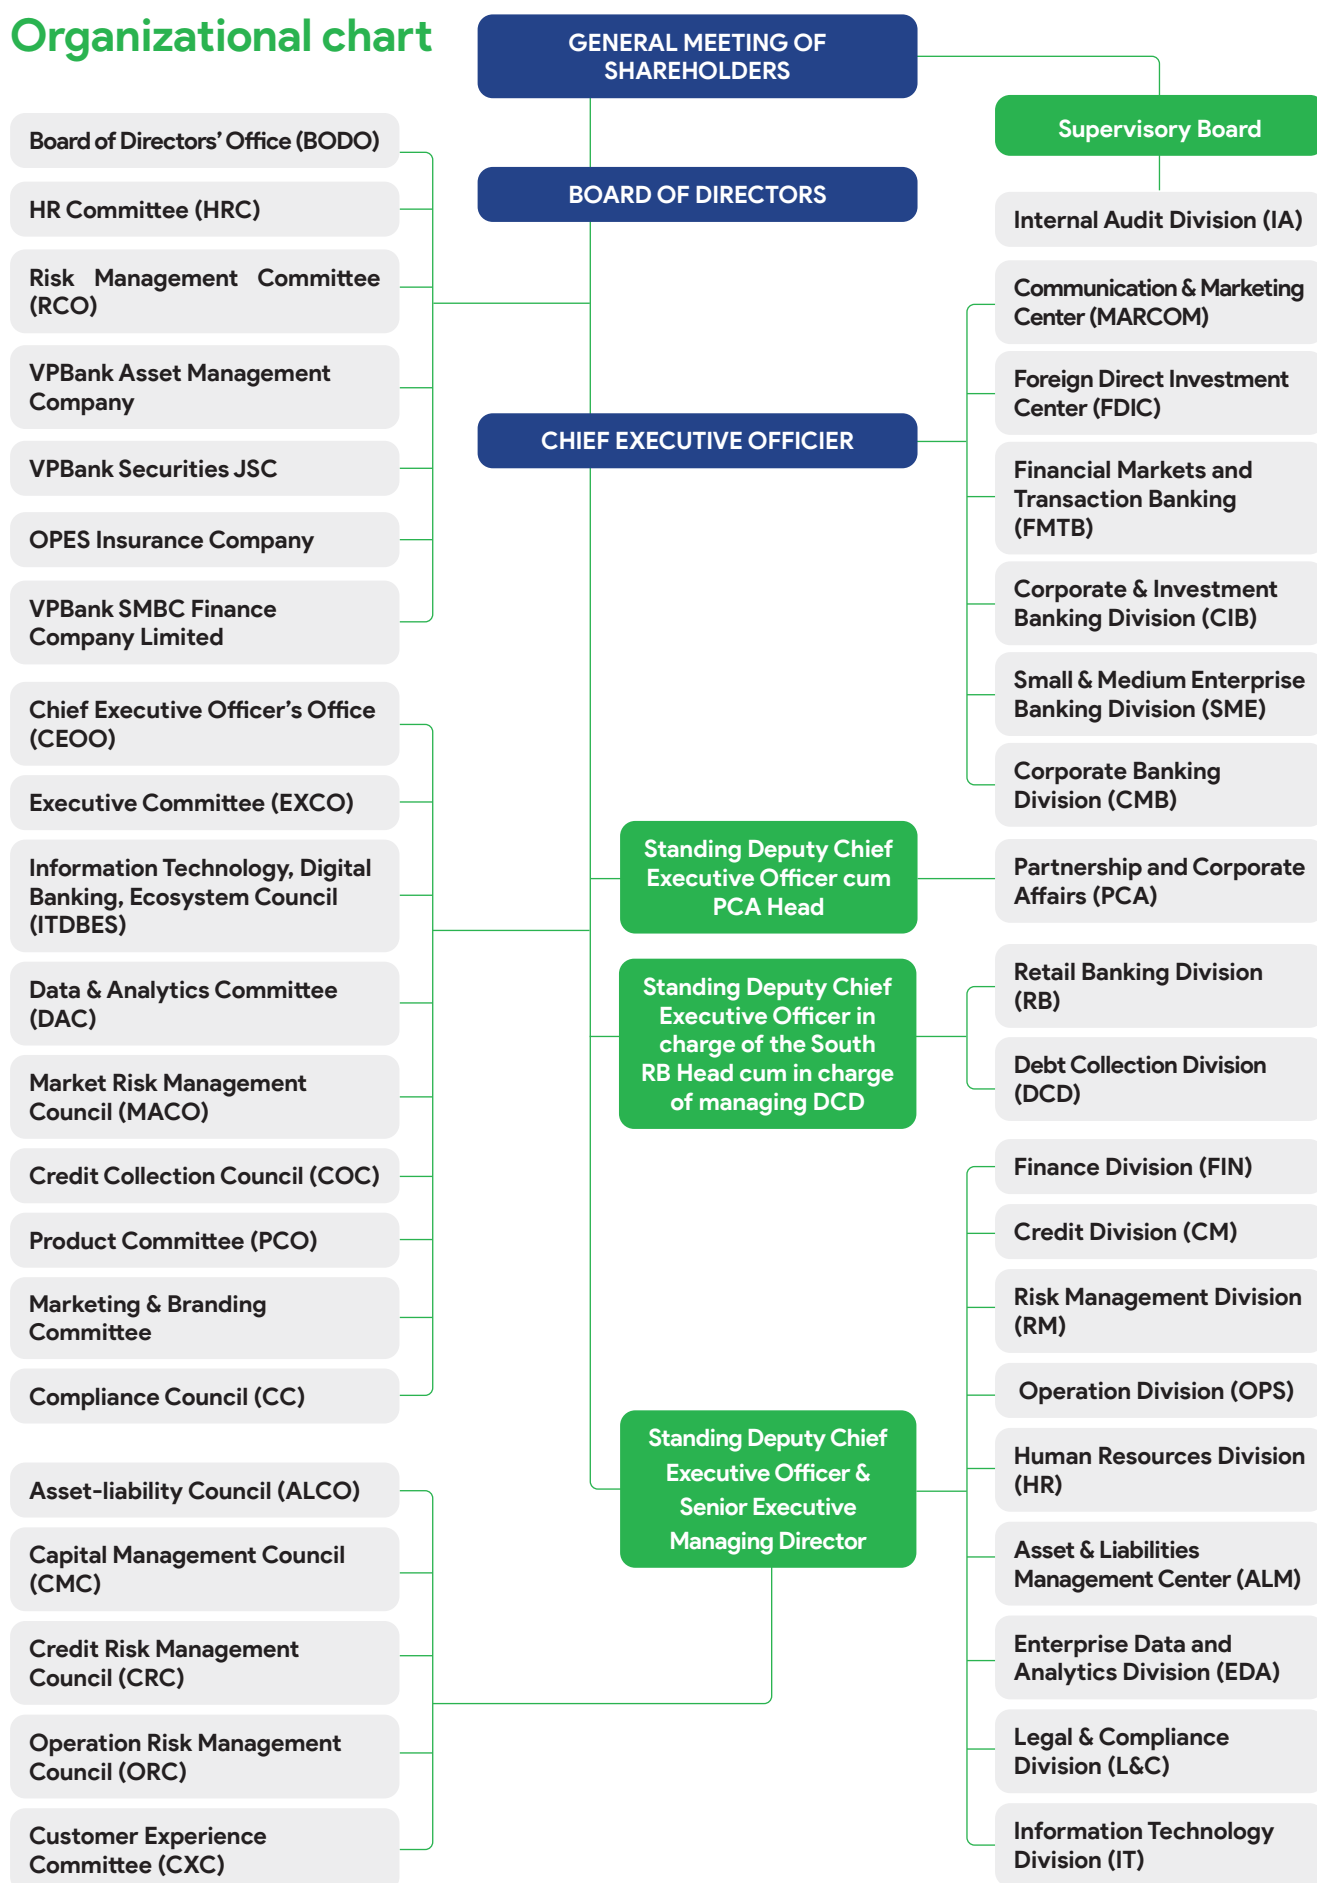 Organizational chart
GENERAL MEETING OF
SHAREHOLDERS
Supervisory Board
BOARD OF DIRECTORS
CHIEF EXECUTIVE OFFICIER
Board of Directors’ Office (BODO)
HR Committee (HRC)
Risk Management Committee
(RCO)
VPBank Asset Management
Company
VPBank Securities JSC
OPES Insurance Company
VPBank SMBC Finance
Company Limited
Chief Executive Officer’s Office
(CEOO)
Executive Committee (EXCO)
Information Technology, Digital
Banking, Ecosystem Council
(ITDBES)
Data & Analytics Committee
(DAC)
Market Risk Management
Council (MACO)
Credit Collection Council (COC)
Product Committee (PCO)
Marketing & Branding
Committee
Compliance Council (CC)
Asset-liability Council (ALCO)
Capital Management Council
(CMC)
Credit Risk Management
Council (CRC)
Operation Risk Management
Council (ORC)
Customer Experience
Committee (CXC)
Standing Deputy Chief
Executive Officer cum
PCA Head
Standing Deputy Chief
Executive Officer in
charge of the South
RB Head cum in charge
of managing DCD
Standing Deputy Chief
Executive Officer &
Senior Executive
Managing Director
Internal Audit Division (IA)
Communication & Marketing
Center (MARCOM)
Foreign Direct Investment
Center (FDIC)
Financial Markets and
Transaction Banking
(FMTB)
Corporate & Investment
Banking Division (CIB)
Small & Medium Enterprise
Banking Division (SME)
Corporate Banking
Division (CMB)
Partnership and Corporate
Affairs (PCA)
Retail Banking Division
(RB)
Debt Collection Division
(DCD)
Finance Division (FIN)
Credit Division (CM)
Risk Management Division
(RM)
Operation Division (OPS)
Human Resources Division
(HR)
Asset & Liabilities
Management Center (ALM)
Enterprise Data and
Analytics Division (EDA)
Legal & Compliance
Division (L&C)
Information Technology
Division (IT)